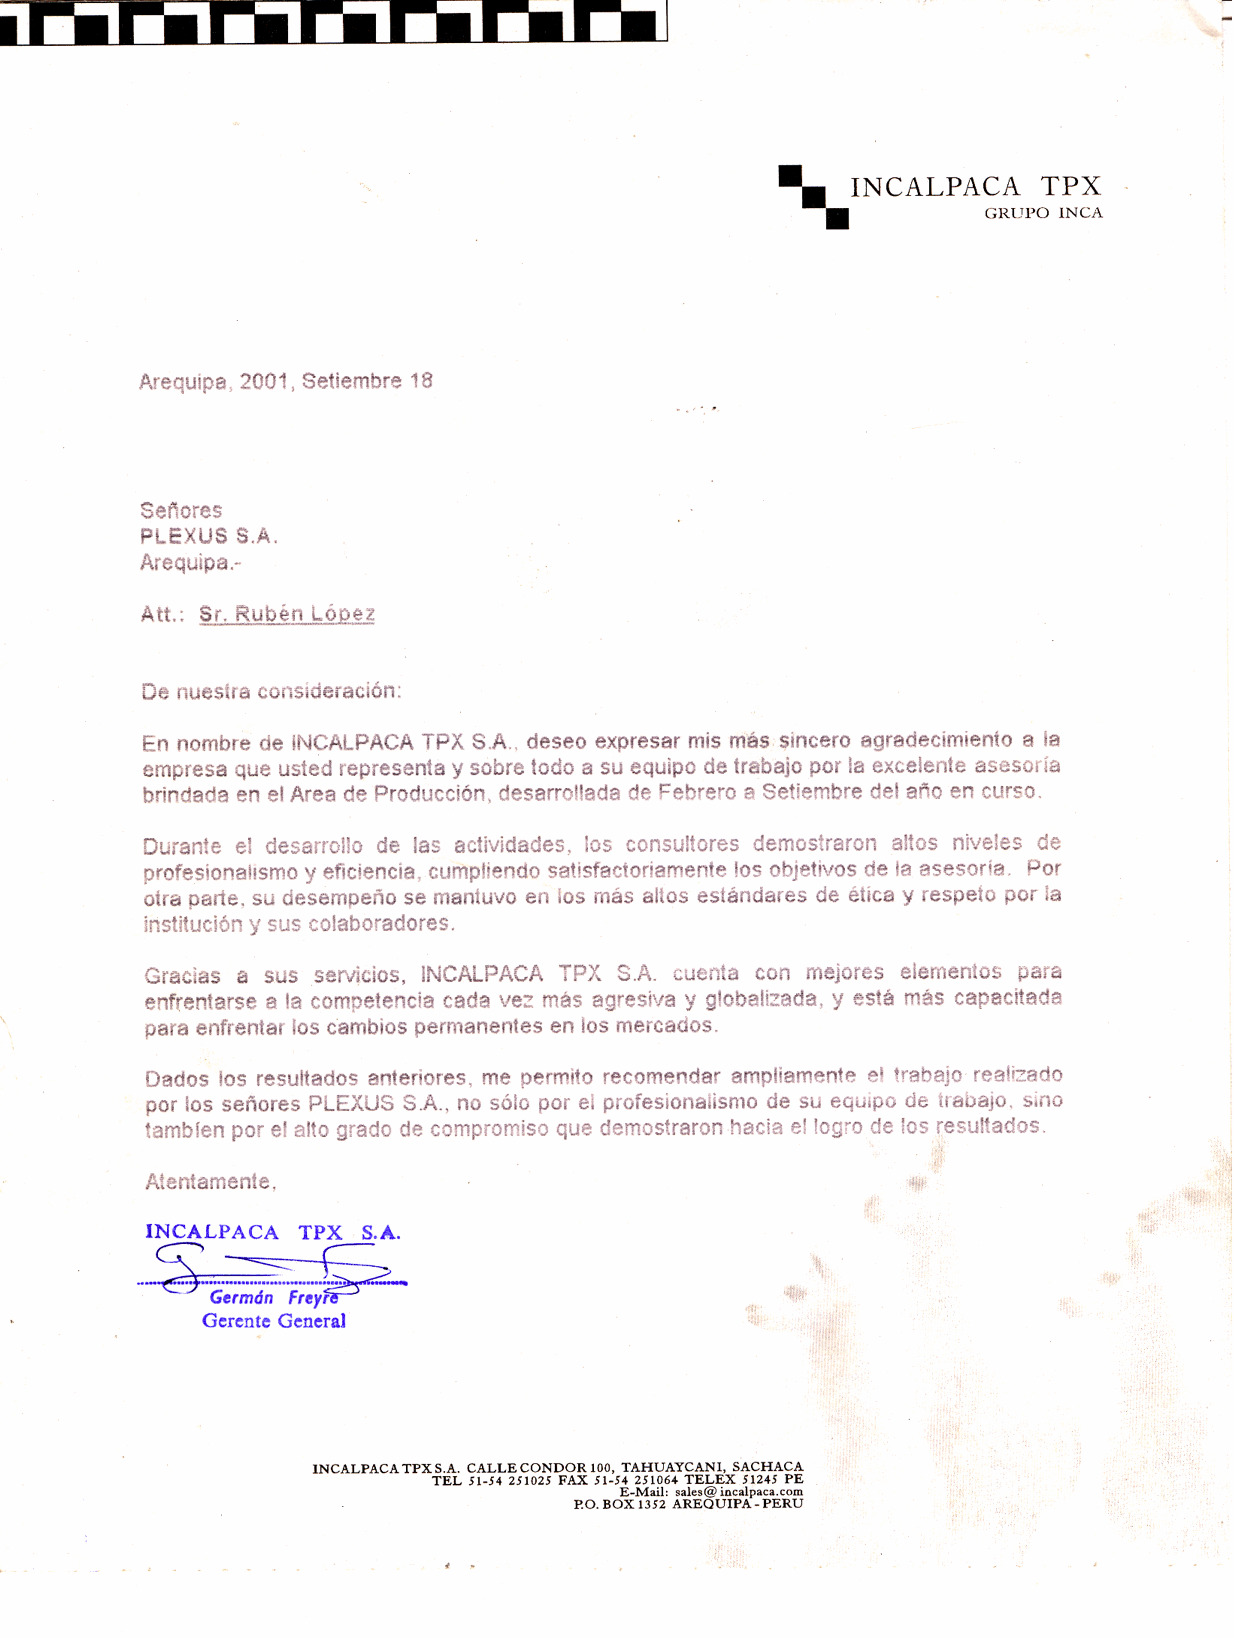 INCALPACA TPX
GRUPO INCA
Arequipa, 2001, Setiembre 18
Señores
PLEXUS S.A.
Arequipa.-
Att.: Sr. Rubén López
De nuestra consideración:
En nombre de INCALPACA TPX S.A., deseo expresar mis más sincero agradecimiento a la
empresa que usted representa y sobre todo a su equipo de trabajo por la excelente asesoría
brindada en el Area de Producción, desarrollada de Febrero a Setiembre del año en curso.
Durante el desarrollo de las actividades, los consultores demostraron altos niveles de
profesionalismo y eficiencia, cumpliendo satisfactoriamente los objetivos de la asesoría. Por
otra parte, su desempeño se mantuvo en los más altos estándares de ética y respeto por la
institución y sus colaboradores.
Gracias a sus servicios, INCALPACA TPX S.A. cuenta con mejores elementos para
enfrentarse a la competencia cada vez más agresiva y globalizada, y está más capacitada
para enfrentar los cambios permanentes en los mercados.
Dados los resultados anteriores, me permito recomendar ampliamente el trabajo realizado
por los señores PLEXUS S.A., no sólo por el profesionalismo de su equipo de trabajo, sino
también por el alto grado de compromiso que demostraron hacia el logro de los resultados.
Atentamente,
INCALPACA TPX S.A.
Germán Freyre
Gerente General
INCALPACA TPX S.A. CALLE CONDOR 100, TAHUAYCANI, SACHACA
TEL 51-54 251025 FAX 51-54 251064 TELEX 51245 PE
E-Mail: sales@incalpaca.com
P.O. BOX 1352 AREQUIPA - PERU